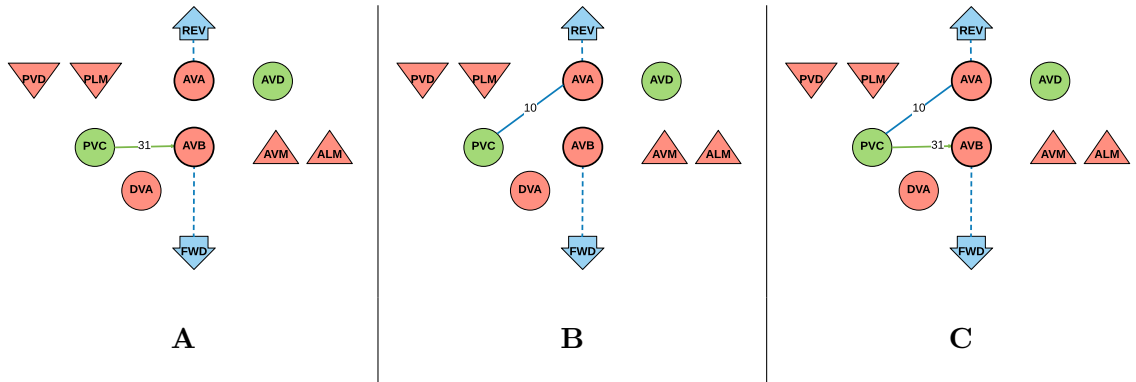 REV
PVD PLM AVA AVD
PVC 31 AVB
AVM ALM
DVA
FWD
A
REV
PVD PLM AVA AVD
10
PVC AVB
AVM ALM
DVA
FWD
B
REV
PVD PLM AVA AVD
10
PVC 31 AVB
AVM ALM
DVA
FWD
C